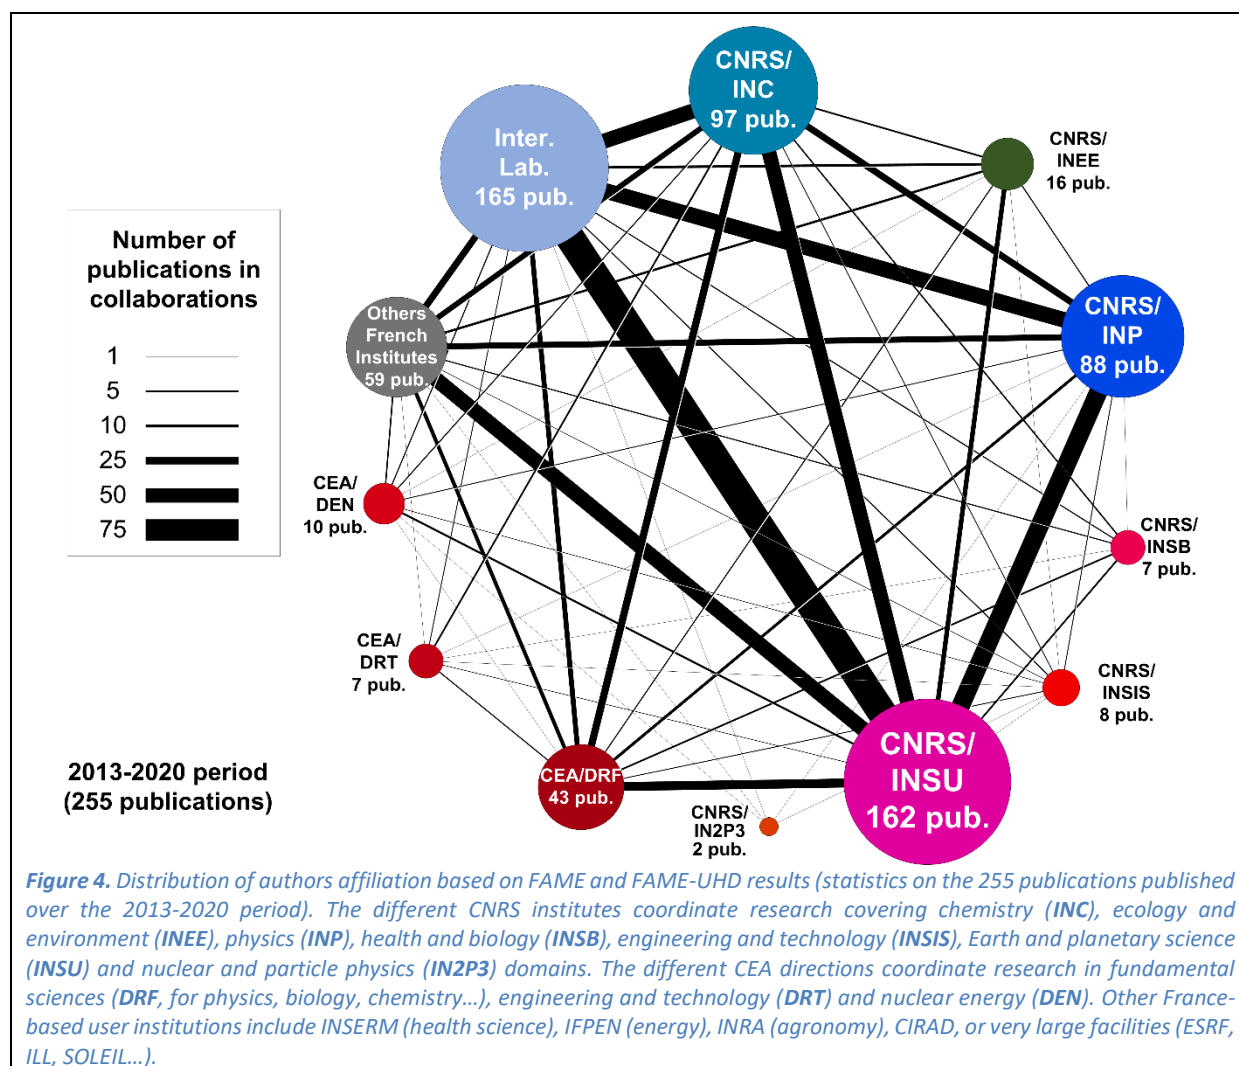 CNRS/
INC
97 pub.
Inter.
Lab.
165 pub.
CNRS/
INEE
16 pub.
Number of
publications in
collaborations
1
5
10
25
50
75
Others
French
Institutes
59 pub.
CNRS/
INP
88 pub.
CEA/
DEN
10 pub.
CNRS/
INSB
7 pub.
CEA/
DRT
7 pub.
CNRS/
INSIS
8 pub.
2013-2020 period
(255 publications)
CEA/DRF
43 pub.
CNRS/
IN2P3
2 pub.
CNRS/
INSU
162 pub.
Figure 4. Distribution of authors affiliation based on FAME and FAME-UHD results (statistics on the 255 publications published
over the 2013-2020 period). The different CNRS institutes coordinate research covering chemistry (INC), ecology and
environment (INEE), physics (INP), health and biology (INSB), engineering and technology (INSIS), Earth and planetary science
(INSU) and nuclear and particle physics (IN2P3) domains. The different CEA directions coordinate research in fundamental
sciences (DRF, for physics, biology, chemistry…), engineering and technology (DRT) and nuclear energy (DEN). Other France-
based user institutions include INSERM (health science), IFPEN (energy), INRA (agronomy), CIRAD, or very large facilities (ESRF,
ILL, SOLEIL…).